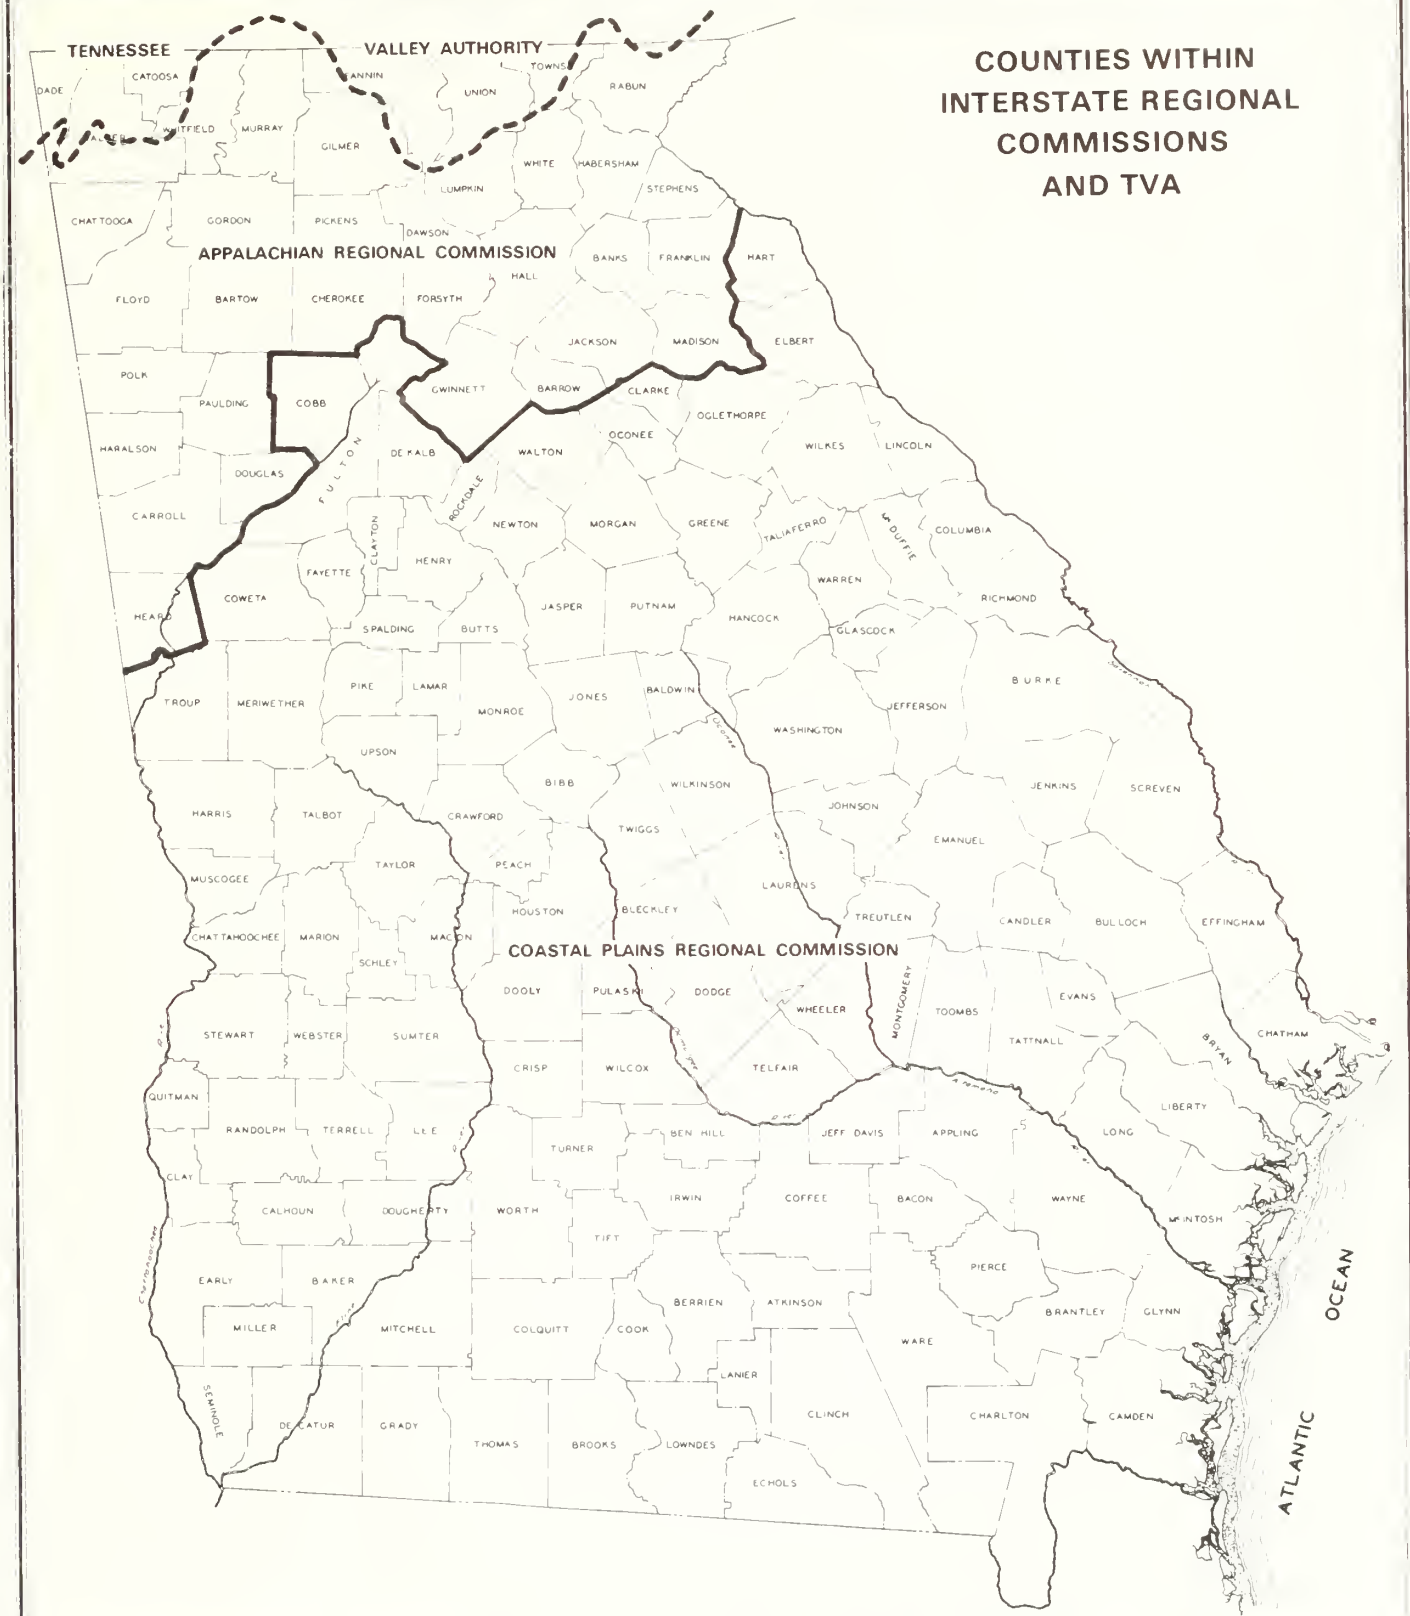 COUNTIES WITHIN
INTERSTATE REGIONAL
COMMISSIONS
AND TVA
TENNESSEE VALLEY AUTHORITY
DADE
CATOOSA
FANNIN
UNION
TOWNS
RABUN
WALKER
WHITFIELD
MURRAY
GILMER
WHITE
HABERSHAM
LUMPKIN
STEPHENS
CHATTOOGA
GORDON
PICKENS
DAWSON
APPALACHIAN REGIONAL COMMISSION
BANKS
FRANKLIN
HART
HALL
FLOYD
BARTOW
CHEROKEE
FORSYTH
JACKSON
MADISON
ELBERT
POLK
PAULDING
COBB
GWINNETT
BARROW
CLARKE
OGLETHORPE
HARALSON
DOUGLAS
FULTON
DE KALB
WALTON
OCONEE
WILKES
LINCOLN
CARROLL
CLAYTON
ROCKDALE
NEWTON
MORGAN
GREENE
TALIAFERRO
Mc DUFFIE
COLUMBIA
FAYETTE
HENRY
WARREN
RICHMOND
HEARD
COWETA
SPALDING
BUTTS
JASPER
PUTNAM
HANCOCK
GLASCOCK
TROUP
MERIWETHER
PIKE
LAMAR
MONROE
JONES
BALDWIN
Oconee
WASHINGTON
JEFFERSON
BURKE
UPSON
BIBB
WILKINSON
JENKINS
SCREVEN
HARRIS
TALBOT
CRAWFORD
TWIGGS
JOHNSON
EMANUEL
MUSCOGEE
TAYLOR
PEACH
LAURENS
CHATTAHOOCHEE
MARION
SCHLEY
MACON
HOUSTON
BLECKLEY
TREUTLEN
CANDLER
BULLOCH
EFFINGHAM
COASTAL PLAINS REGIONAL COMMISSION
DOOLY
PULASKI
DODGE
WHEELER
MONTGOMERY
TOOMBS
EVANS
TATTNALL
BRYAN
CHATHAM
STEWART
WEBSTER
SUMTER
CRISP
WILCOX
TELFAIR
QUITMAN
RANDOLPH
TERRELL
LEE
TURNER
BEN HILL
JEFF DAVIS
APPLING
LONG
LIBERTY
CLAY
CALHOUN
DOUGHERTY
WORTH
TIFT
IRWIN
COFFEE
BACON
WAYNE
McINTOSH
EARLY
BAKER
PIERCE
MILLER
MITCHELL
COLQUITT
COOK
BERRIEN
ATKINSON
WARE
BRANTLEY
GLYNN
SEMINOLE
DECATUR
GRADY
THOMAS
BROOKS
LOWNDES
LANIER
CLINCH
ECHOLS
CHARLTON
CAMDEN
ATLANTIC OCEAN